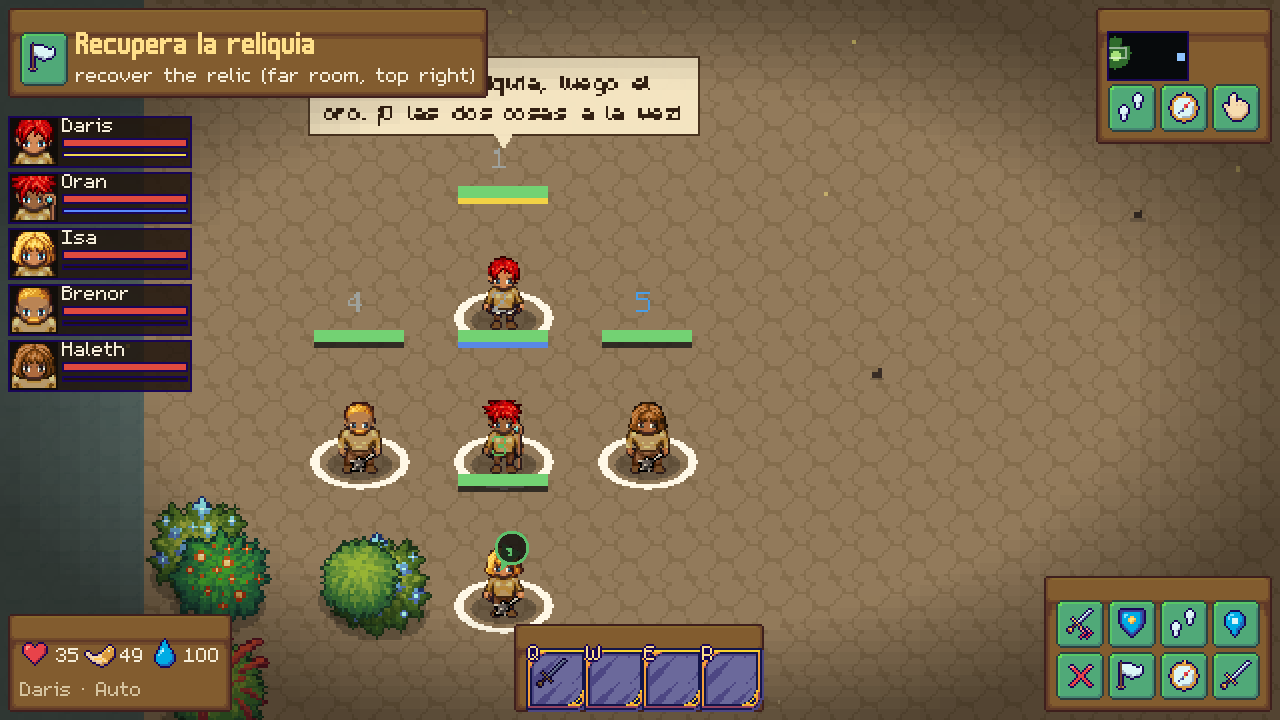 Recupera la reliquia
recover the relic (far room, top right)
luego el
oro. ¡O las dos cosas a la vez!
1
Daris
Oran
Isa
Brenor
Haleth
4
5
3
35 49 100
Daris · Auto
Q W E R